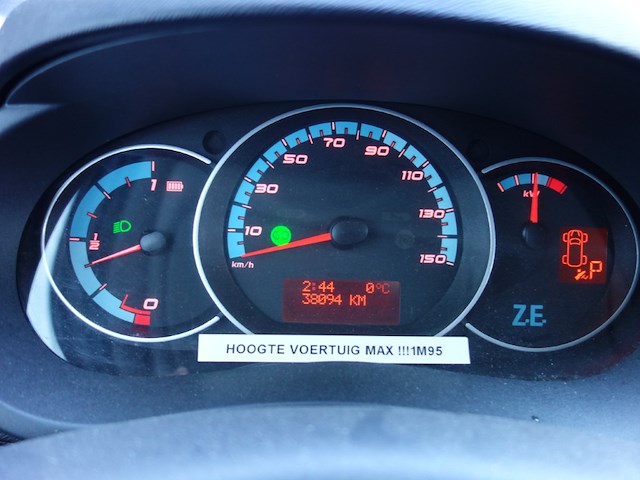 1
1/2
0
10
30
50
70
90
110
130
150
km/h
2:44 0°C
38094 KM
kW
P
Z.E.
HOOGTE VOERTUIG MAX !!!1M95